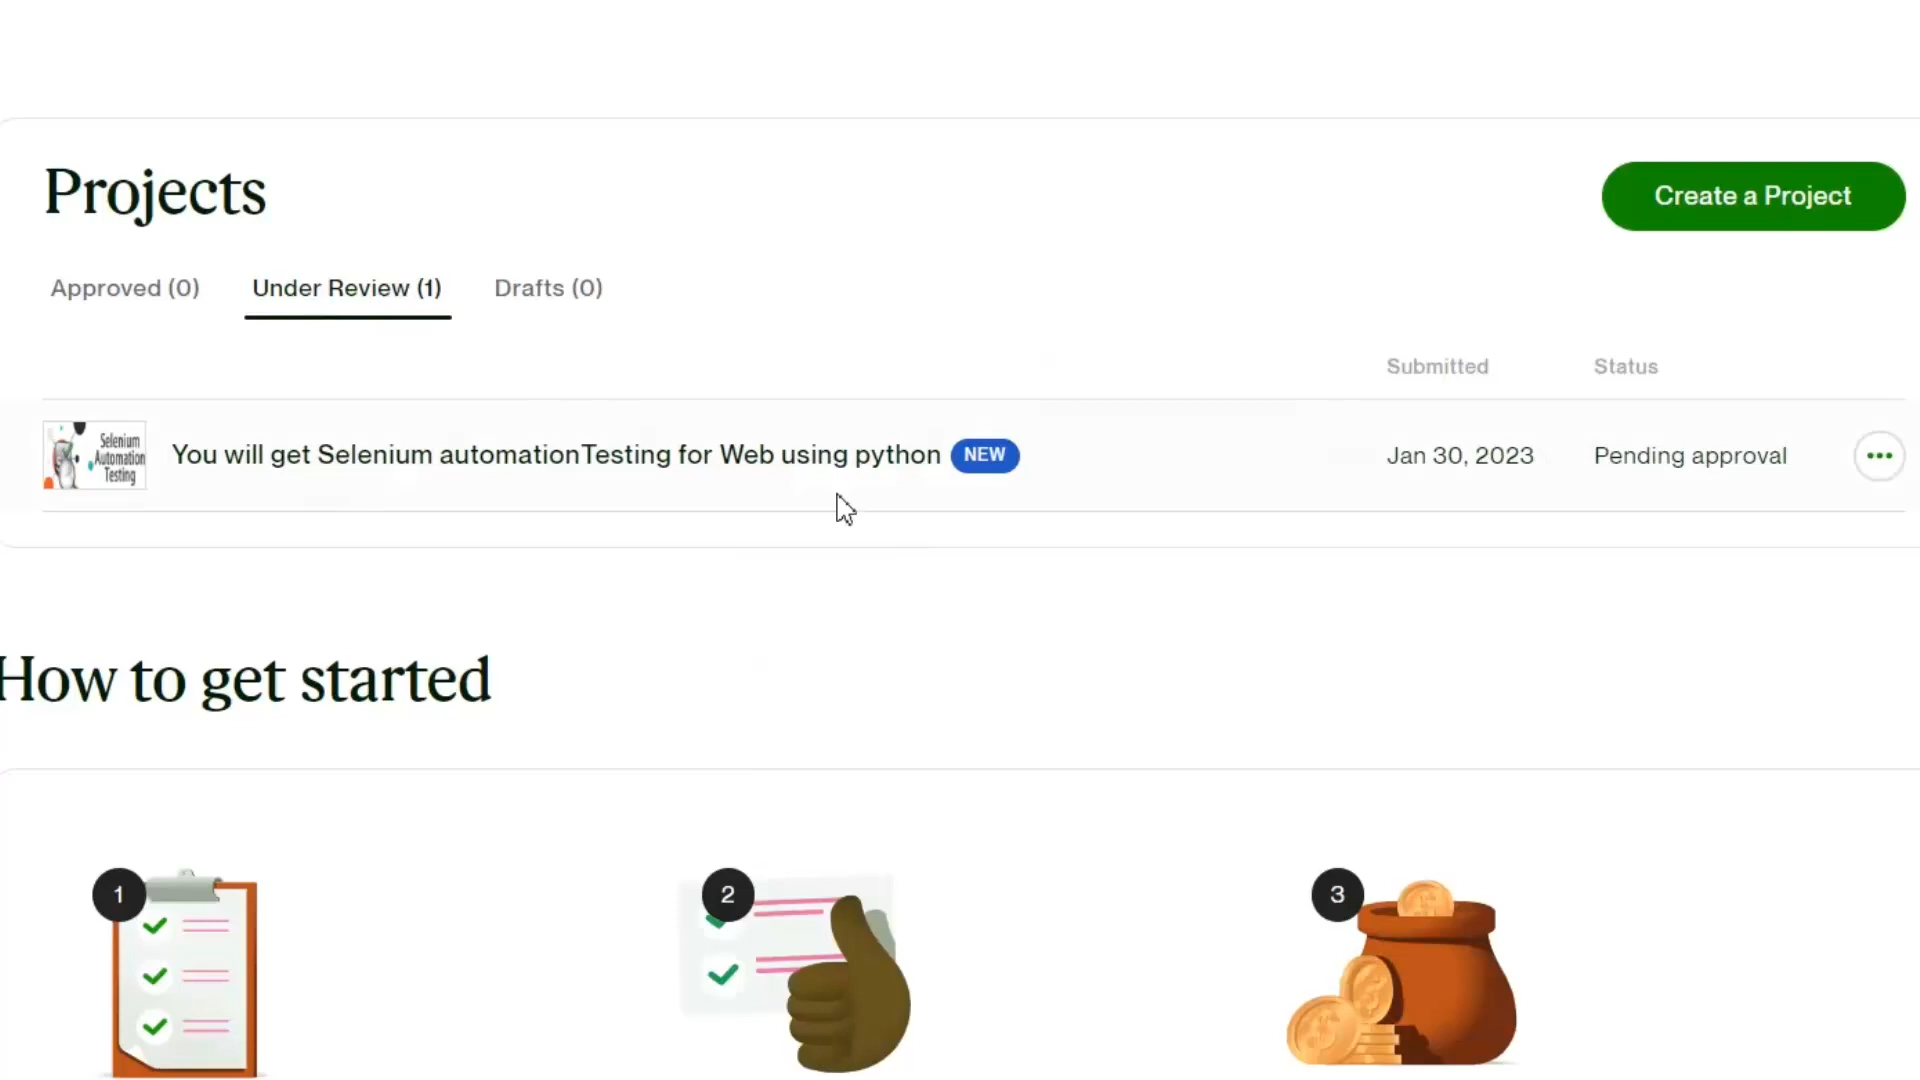 Projects
Create a Project
Approved (0)
Under Review (1)
Drafts (0)
Submitted
Status
Selenium
Automation
Testing
You will get Selenium automationTesting for Web using python
NEW
Jan 30, 2023
Pending approval
How to get started
1
2
3